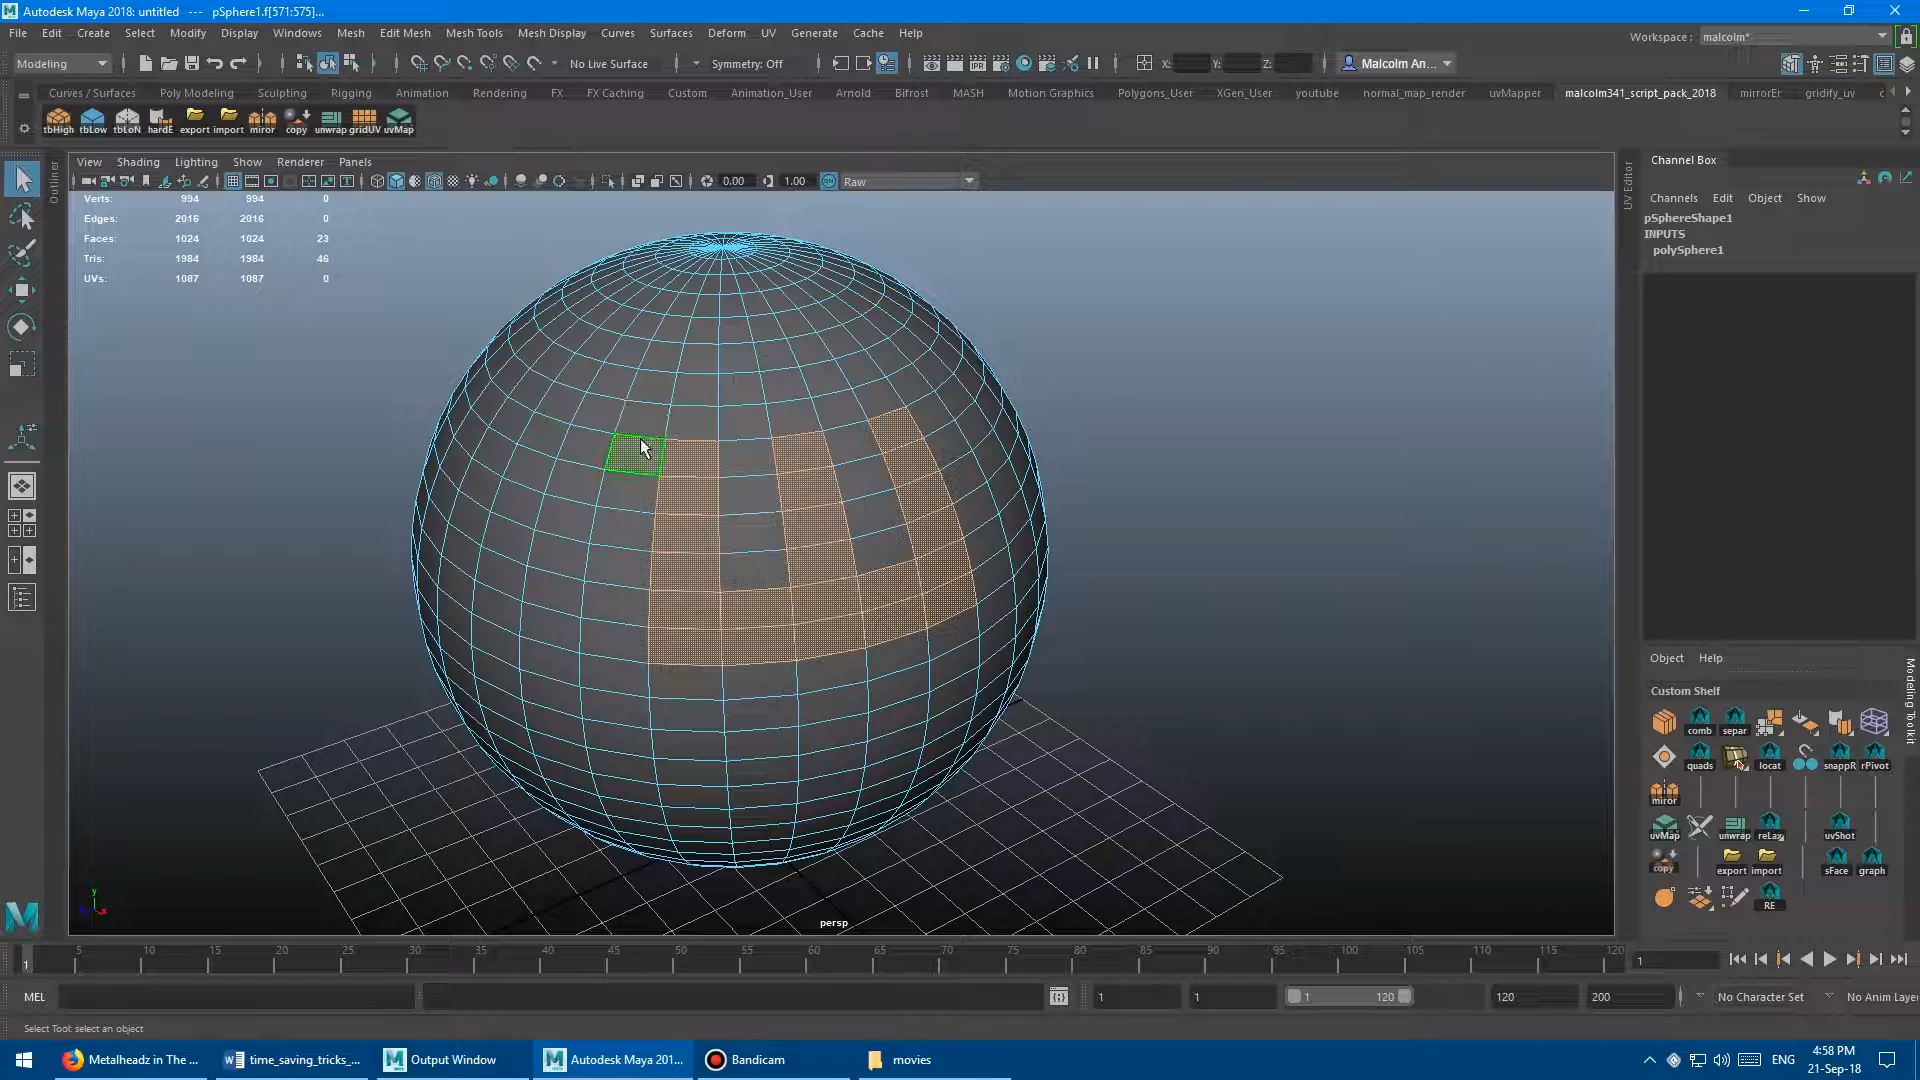 Autodesk Maya 2018: untitled --- pSphere1.f[571:575]...
File Edit Create Select Modify Display Windows Mesh Edit Mesh Mesh Tools Mesh Display Curves Surfaces Deform UV Generate Cache Help
Workspace : malcolm*
Modeling No Live Surface Symmetry: Off X: Y: Z: Malcolm An...
Curves / Surfaces Poly Modeling Sculpting Rigging Animation Rendering FX FX Caching Custom Animation_User Arnold Bifrost MASH Motion Graphics Polygons_User XGen_User youtube normal_map_render uvMapper malcolm341_script_pack_2018 mirrorEr gridify_uv c
tbHigh tbLow tbLoN hardE export import miror copy unwrap gridUV uvMap
View Shading Lighting Show Renderer Panels
0.00 1.00 ON Raw
Outliner
Verts: 994 994 0
Edges: 2016 2016 0
Faces: 1024 1024 23
Tris: 1984 1984 46
UVs: 1087 1087 0
persp
y
x
UV Editor
Channel Box
Channels Edit Object Show
pSphereShape1
INPUTS
polySphere1
Object Help
Modeling Toolkit
Custom Shelf
comb separ
quads locat snappR rPivot
miror
uvMap unwrap reLax uvShot
copy export import sFace graph
RE
1 5 10 15 20 25 30 35 40 45 50 55 60 65 70 75 80 85 90 95 100 105 110 115 120 1
MEL 1 1 1 120 120 200 No Character Set No Anim Layer
Select Tool: select an object
Metalheadz in The ... time_saving_tricks_... Output Window Autodesk Maya 201... Bandicam movies ENG 4:58 PM
21-Sep-18